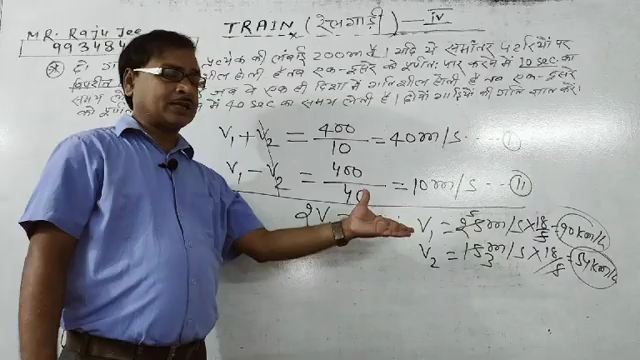 TRAIN (रेलगाड़ी) — IV
MR. Raju Jee
99348
प्रत्येक की लंबाई 200m है। यदि ये समांतर पटरियों पर
विपरीत होती है तब एक-दूसरे को पूर्णतः पार करने में 10 sec. का
समय जब ये एक ही दिशा में गतिशील होती है तब एक-दूसरे
को पूर्णतः में 40 sec का समय लेती है। दोनों गाड़ियों की गति ज्ञात करें।
V₁ + V₂ = 400/10 = 40m/s ---- (I)
V₁ - V₂ = 400/40 = 10m/s -- (II)
2V =
V₁ = 25m/s × 18/5 = 90km/h
V₂ = 15m/s × 18/5 = 54km/h